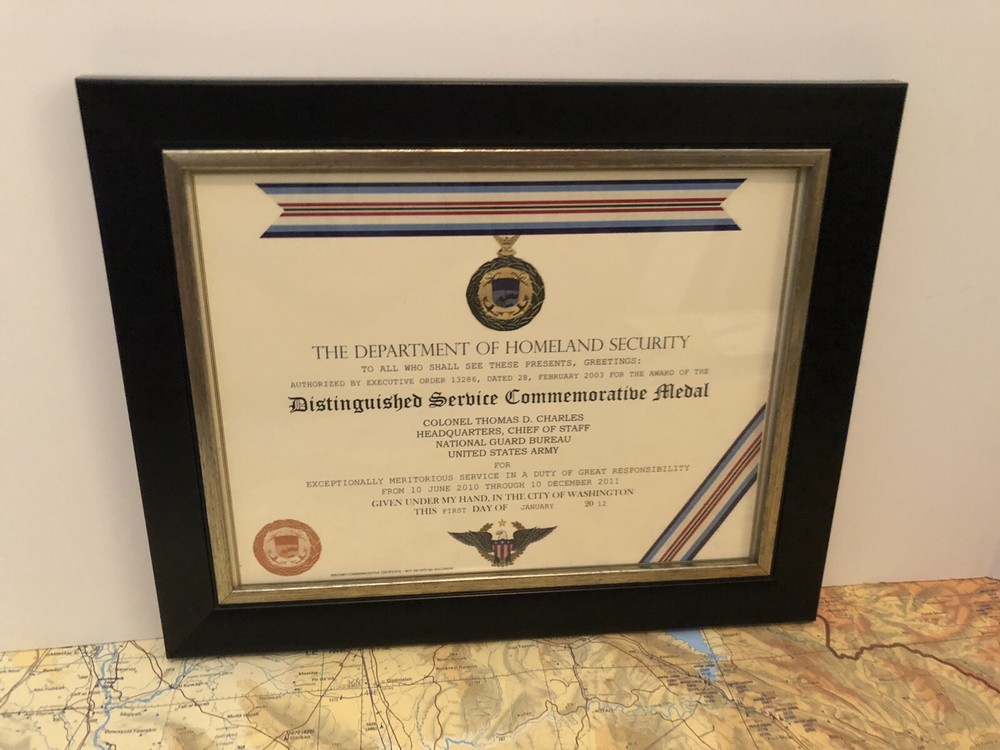 THE DEPARTMENT OF HOMELAND SECURITY
TO ALL WHO SHALL SEE THESE PRESENTS, GREETINGS:
AUTHORIZED BY EXECUTIVE ORDER 13286, DATED 28, FEBRUARY 2003 FOR THE AWARD OF THE
Distinguished Service Commemorative Medal
COLONEL THOMAS D. CHARLES
HEADQUARTERS, CHIEF OF STAFF
NATIONAL GUARD BUREAU
UNITED STATES ARMY
FOR
EXCEPTIONALLY MERITORIOUS SERVICE IN A DUTY OF GREAT RESPONSIBILITY
FROM 10 JUNE 2010 THROUGH 10 DECEMBER 2011
GIVEN UNDER MY HAND, IN THE CITY OF WASHINGTON
THIS FIRST DAY OF JANUARY 20 12